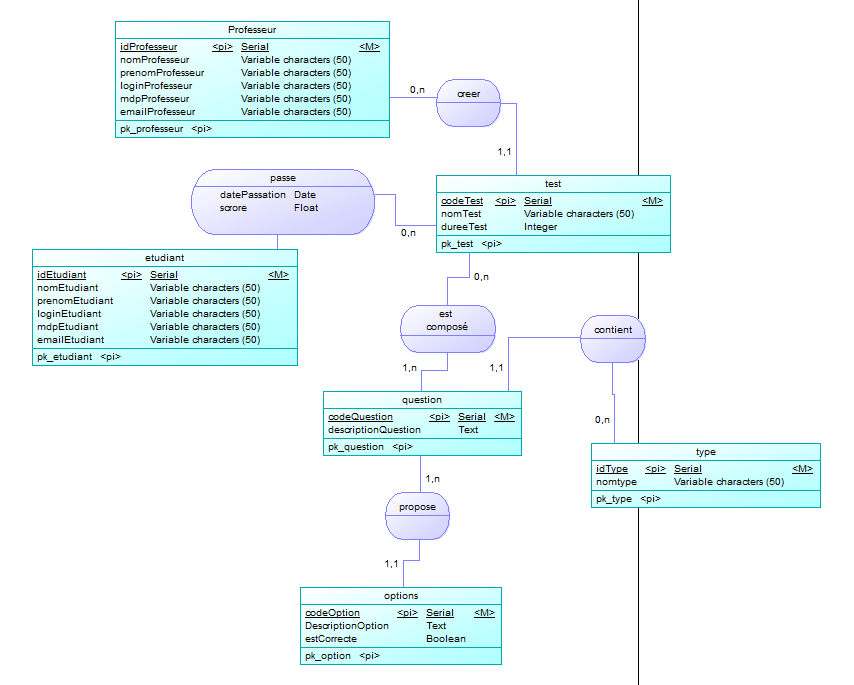 Professeur
idProfesseur <pi> Serial <M>
nomProfesseur Variable characters (50)
prenomProfesseur Variable characters (50)
loginProfesseur Variable characters (50)
mdpProfesseur Variable characters (50)
emailProfesseur Variable characters (50)
pk_professeur <pi>
0,n
creer
1,1
passe
datePassation Date
scrore Float
0,n
test
codeTest <pi> Serial <M>
nomTest Variable characters (50)
dureeTest Integer
pk_test <pi>
etudiant
idEtudiant <pi> Serial <M>
nomEtudiant Variable characters (50)
prenomEtudiant Variable characters (50)
loginEtudiant Variable characters (50)
mdpEtudiant Variable characters (50)
emailEtudiant Variable characters (50)
pk_etudiant <pi>
0,n
est
composé
1,n
contient
1,1
0,n
question
codeQuestion <pi> Serial <M>
descriptionQuestion Text
pk_question <pi>
type
idType <pi> Serial <M>
nomtype Variable characters (50)
pk_type <pi>
1,n
propose
1,1
options
codeOption <pi> Serial <M>
DescriptionOption Text
estCorrecte Boolean
pk_option <pi>